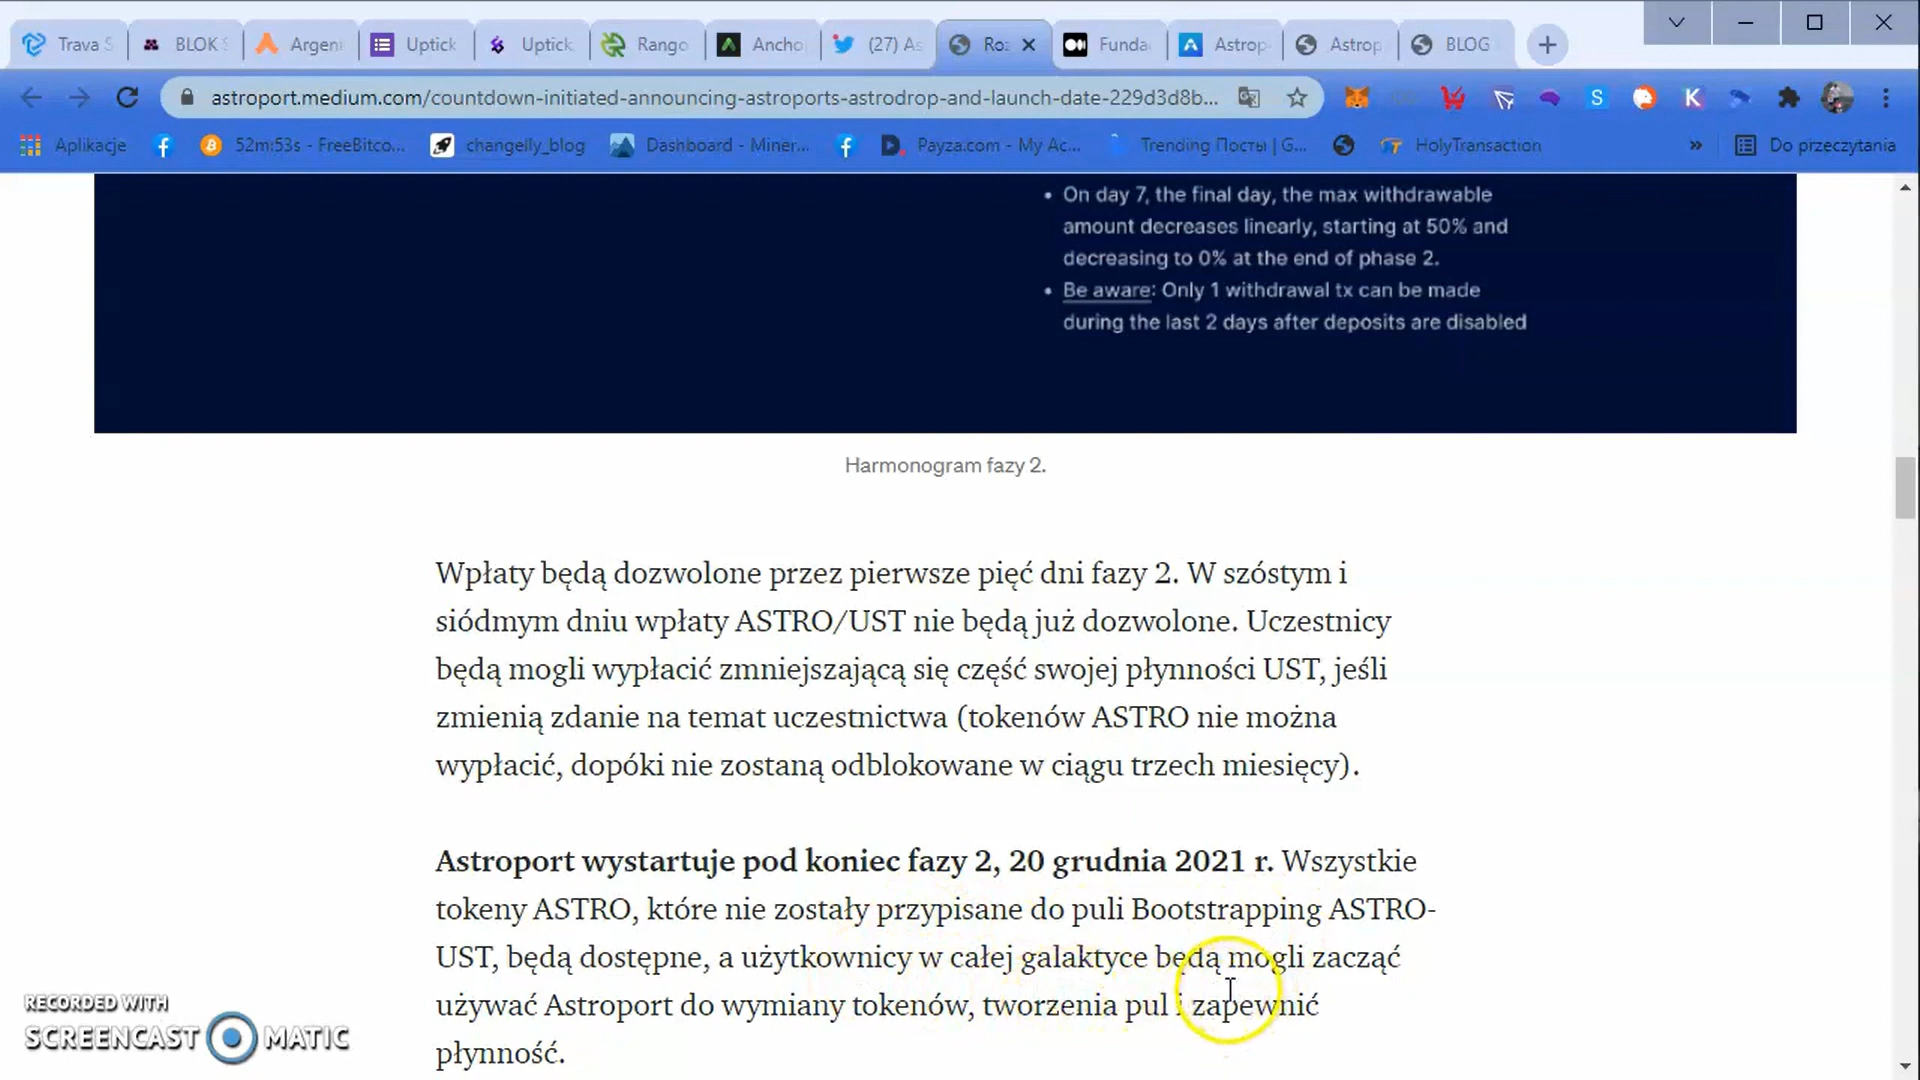 Trava S
BLOK S
Argen
Uptick
Uptick
Rango
Ancho
(27) As
Roz
Funda
Astrop
Astrop
BLOG
astroport.medium.com/countdown-initiated-announcing-astroports-astrodrop-and-launch-date-229d3d8b...
Aplikacje
52m:53s - FreeBitco...
changelly_blog
Dashboard - Miner...
Payza.com - My Ac...
Trending Посты | G...
HolyTransaction
»
Do przeczytania
• On day 7, the final day, the max withdrawable
amount decreases linearly, starting at 50% and
decreasing to 0% at the end of phase 2.
• Be aware: Only 1 withdrawal tx can be made
during the last 2 days after deposits are disabled
Harmonogram fazy 2.
Wpłaty będą dozwolone przez pierwsze pięć dni fazy 2. W szóstym i
siódmym dniu wpłaty ASTRO/UST nie będą już dozwolone. Uczestnicy
będą mogli wypłacić zmniejszającą się część swojej płynności UST, jeśli
zmienią zdanie na temat uczestnictwa (tokenów ASTRO nie można
wypłacić, dopóki nie zostaną odblokowane w ciągu trzech miesięcy).
Astroport wystartuje pod koniec fazy 2, 20 grudnia 2021 r. Wszystkie
tokeny ASTRO, które nie zostały przypisane do puli Bootstrapping ASTRO-
UST, będą dostępne, a użytkownicy w całej galaktyce będą mogli zacząć
używać Astroport do wymiany tokenów, tworzenia pul i zapewnić
płynność.
RECORDED WITH
SCREENCAST MATIC